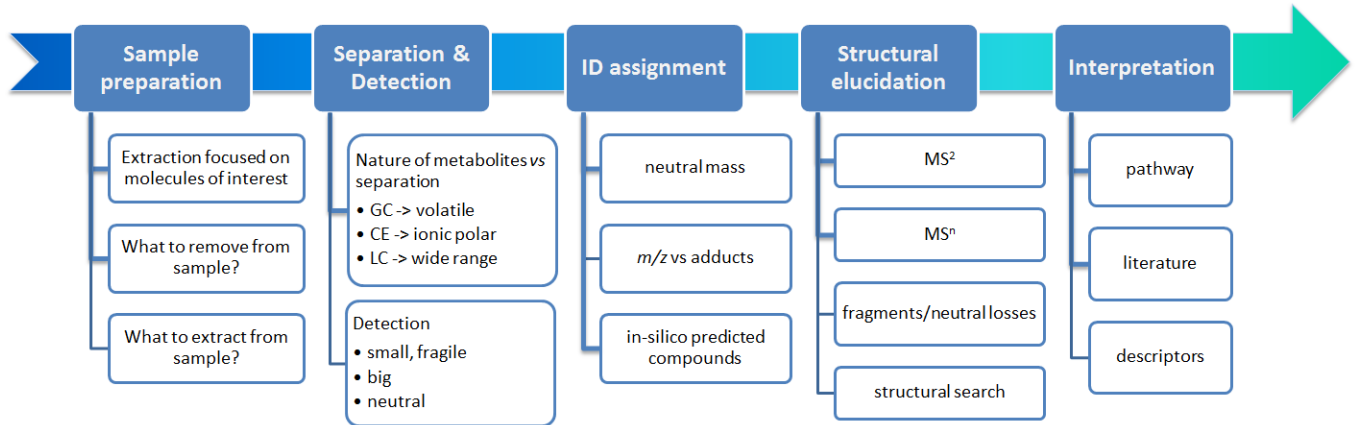 Sample
preparation
Extraction focused on
molecules of interest
What to remove from
sample?
What to extract from
sample?
Separation &
Detection
Nature of metabolites vs
separation
• GC -> volatile
• CE -> ionic polar
• LC -> wide range
Detection
• small, fragile
• big
• neutral
ID assignment
neutral mass
m/z vs adducts
in-silico predicted
compounds
Structural
elucidation
MS²
MSⁿ
fragments/neutral losses
structural search
Interpretation
pathway
literature
descriptors